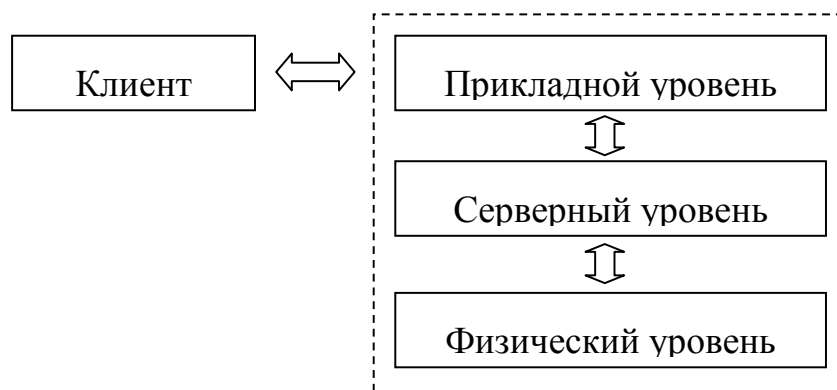 Клиент
Прикладной уровень
Серверный уровень
Физический уровень